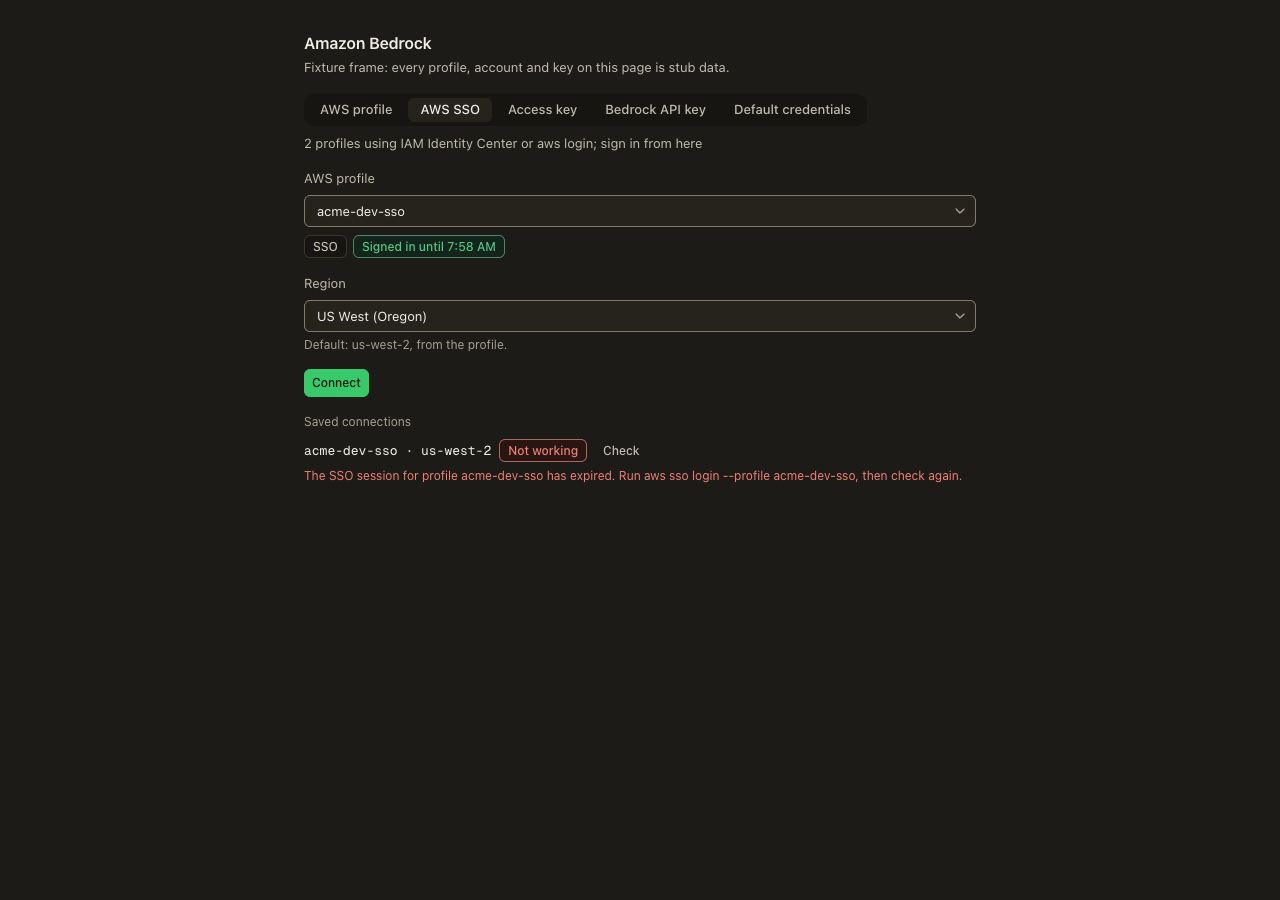 Amazon Bedrock
Fixture frame: every profile, account and key on this page is stub data.
AWS profile AWS SSO Access key Bedrock API key Default credentials
2 profiles using IAM Identity Center or aws login; sign in from here
AWS profile
acme-dev-sso
SSO Signed in until 7:58 AM
Region
US West (Oregon)
Default: us-west-2, from the profile.
Connect
Saved connections
acme-dev-sso · us-west-2 Not working Check
The SSO session for profile acme-dev-sso has expired. Run aws sso login --profile acme-dev-sso, then check again.